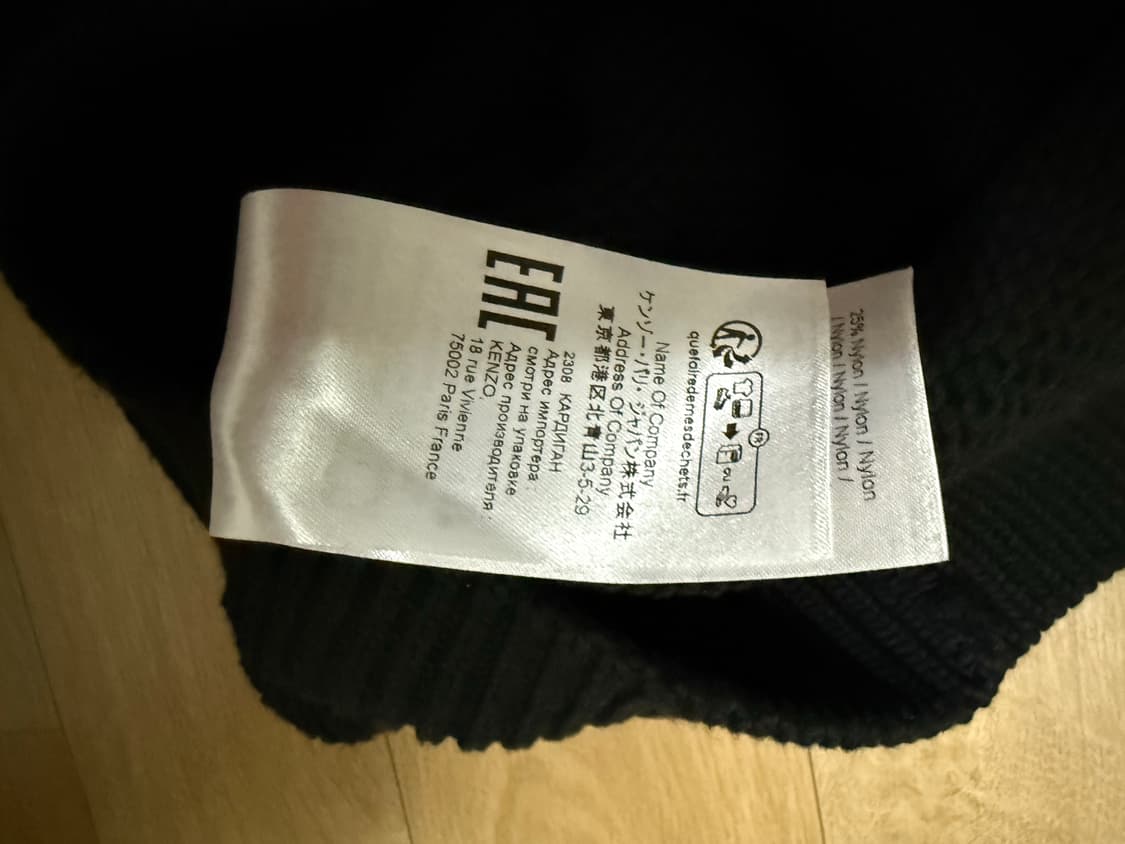 25% Nylon / Nylon / Nylon
/ Nylon / Nylon / Nylon /
FR
quefairedemesdechets.fr
Name Of Company
ケンゾー・パリ・ジャパン株式会社
Address Of Company
東京都港区北青山3-5-29
EAC
2308 КАРДИГАН
Адрес импортера :
смотри на упаковке
Адрес производителя :
KENZO,
18 rue Vivienne
75002 Paris France